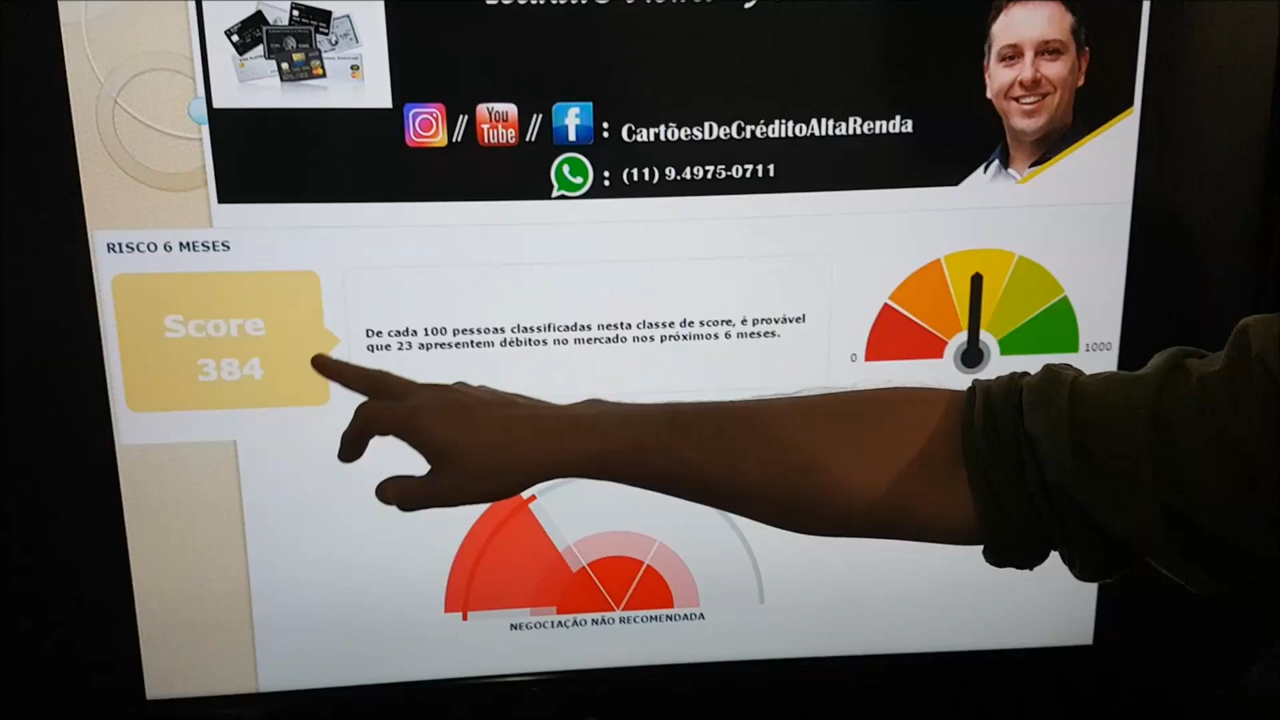 You
Tube
// // : CartõesDeCréditoAltaRenda
: (11) 9.4975-0711
RISCO 6 MESES
Score
384
De cada 100 pessoas classificadas nesta classe de score, é provável
que 23 apresentem débitos no mercado nos próximos 6 meses.
0
1000
NEGOCIAÇÃO NÃO RECOMENDADA